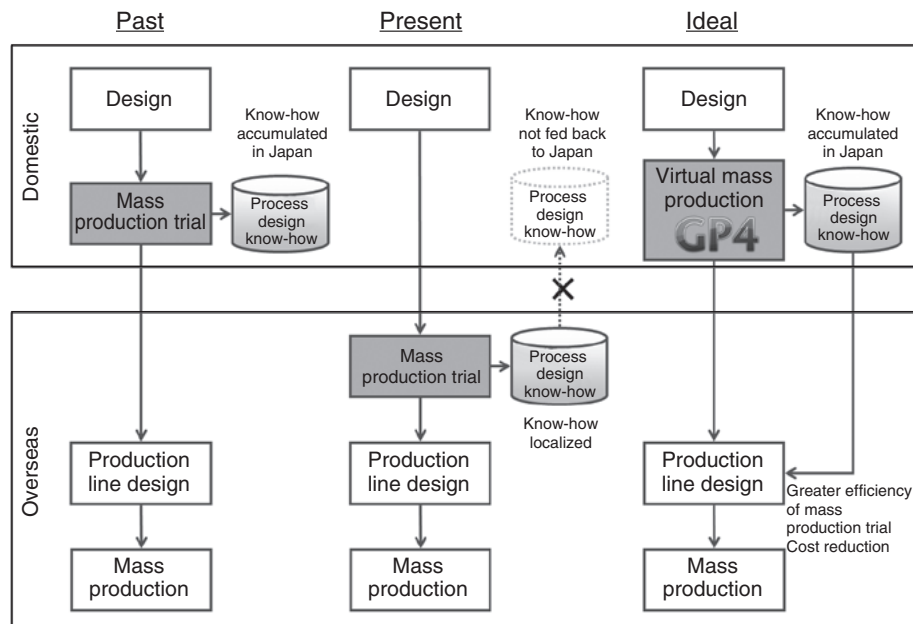 Past
Present
Ideal
Domestic
Design
Mass
production trial
Know-how
accumulated
in Japan
Process
design
know-how
Design
Know-how
not fed back
to Japan
Process
design
know-how
Design
Virtual mass
production
GP4
Know-how
accumulated
in Japan
Process
design
know-how
Overseas
Production
line design
Mass
production
Mass
production trial
Process
design
know-how
Know-how
localized
Production
line design
Mass
production
Production
line design
Greater efficiency
of mass
production trial
Cost reduction
Mass
production